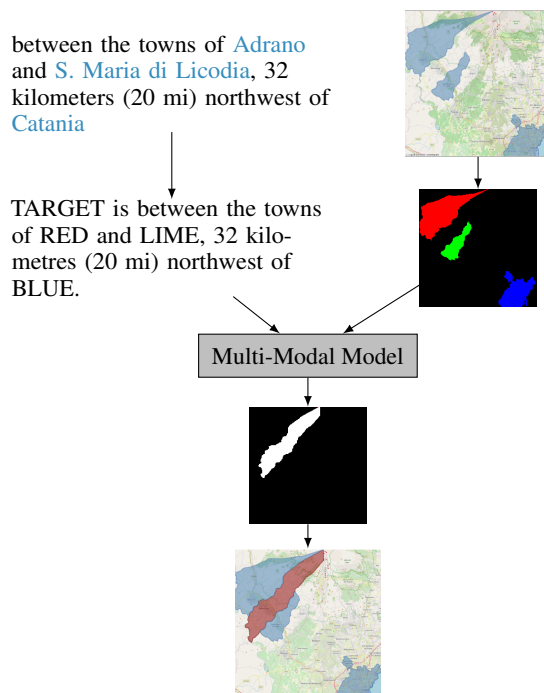 between the towns of Adrano
and S. Maria di Licodia, 32
kilometers (20 mi) northwest of
Catania
TARGET is between the towns
of RED and LIME, 32 kilo-
metres (20 mi) northwest of
BLUE.
Multi-Modal Model